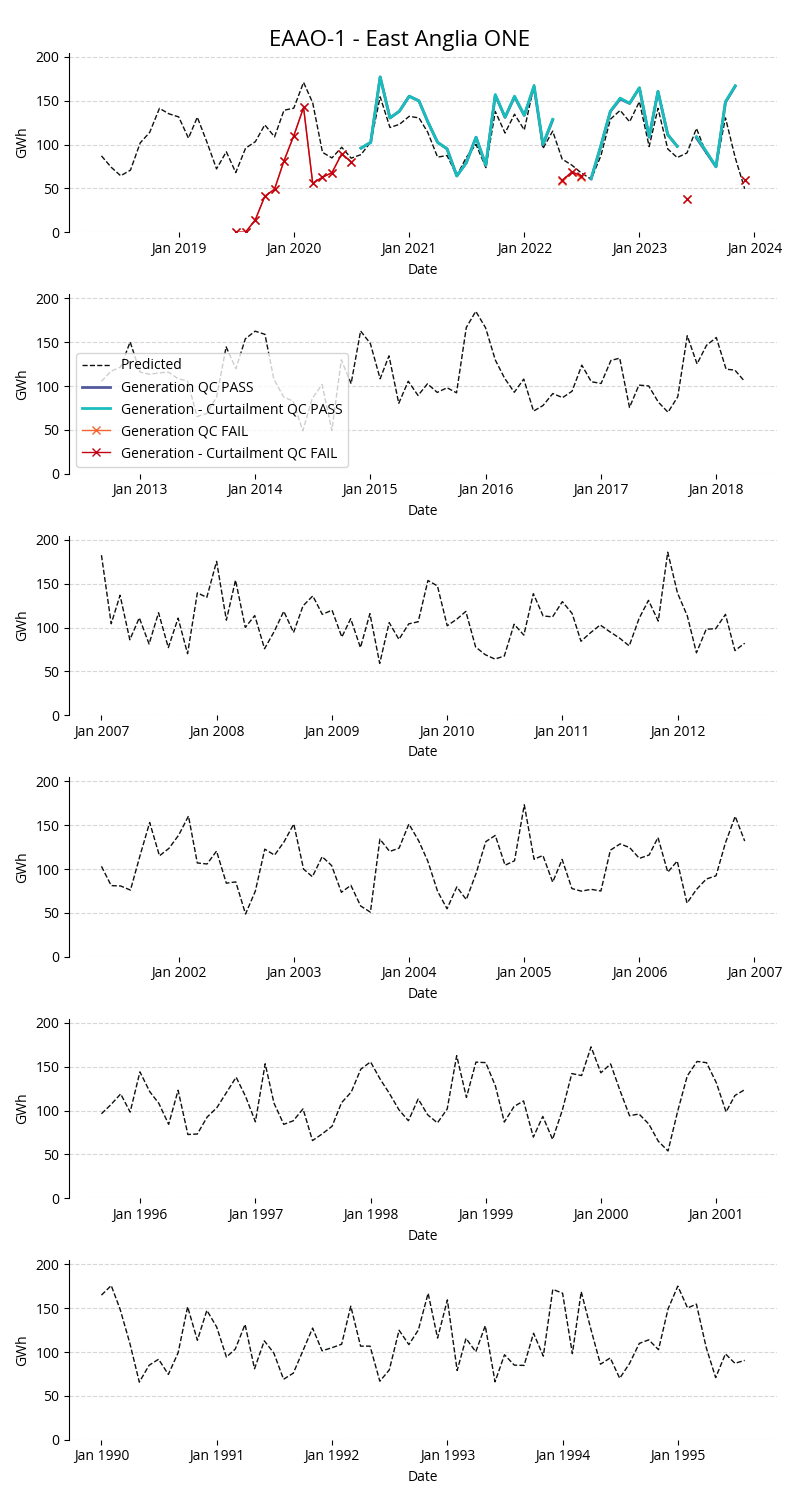 EAAO-1 - East Anglia ONE
200
150
100
50
0
GWh
Jan 2019 Jan 2020 Jan 2021 Jan 2022 Jan 2023 Jan 2024
Date
200
150
100
50
0
GWh
Predicted
Generation QC PASS
Generation - Curtailment QC PASS
Generation QC FAIL
Generation - Curtailment QC FAIL
Jan 2013 Jan 2014 Jan 2015 Jan 2016 Jan 2017 Jan 2018
Date
200
150
100
50
0
GWh
Jan 2007 Jan 2008 Jan 2009 Jan 2010 Jan 2011 Jan 2012
Date
200
150
100
50
0
GWh
Jan 2002 Jan 2003 Jan 2004 Jan 2005 Jan 2006 Jan 2007
Date
200
150
100
50
0
GWh
Jan 1996 Jan 1997 Jan 1998 Jan 1999 Jan 2000 Jan 2001
Date
200
150
100
50
0
GWh
Jan 1990 Jan 1991 Jan 1992 Jan 1993 Jan 1994 Jan 1995
Date